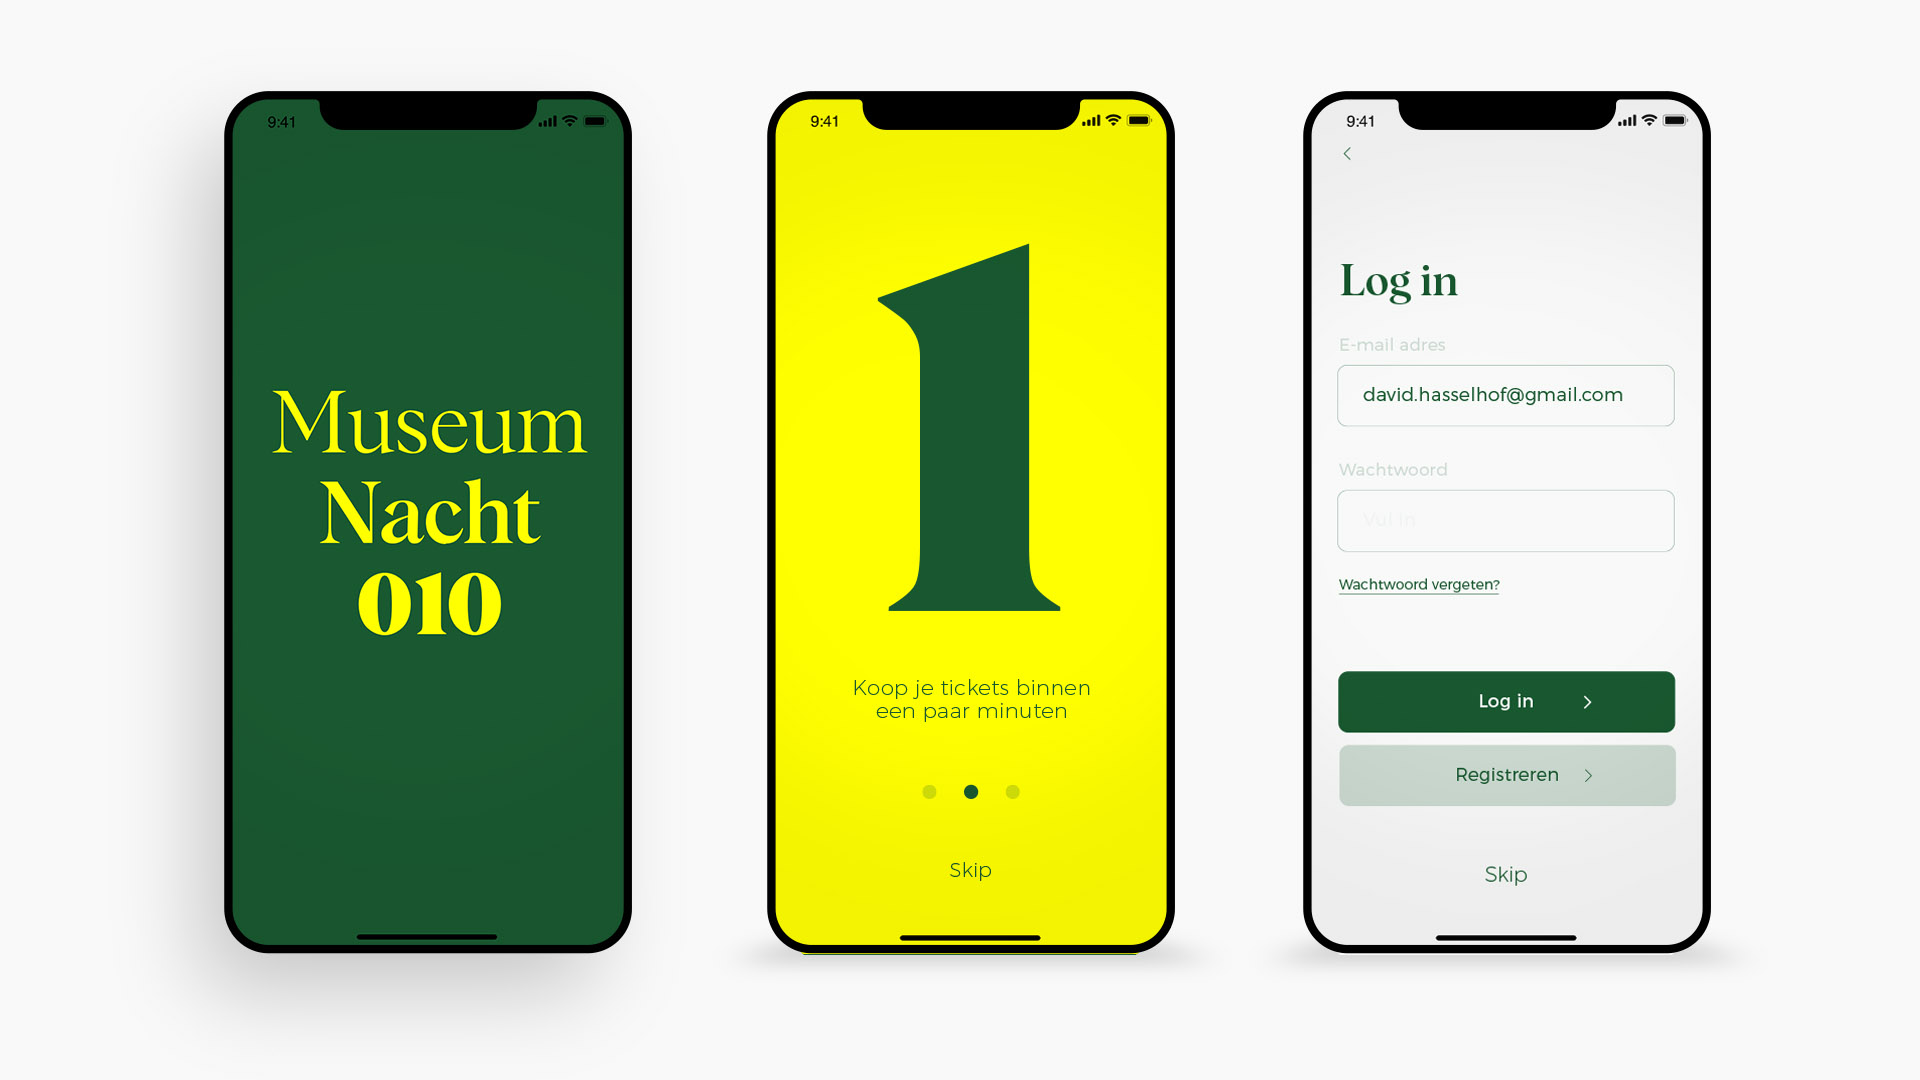 9:41
Museum
Nacht
010
9:41
1
Koop je tickets binnen
een paar minuten
Skip
9:41
Log in
E-mail adres
david.hasselhof@gmail.com
Wachtwoord
Vul in
Wachtwoord vergeten?
Log in
Registreren
Skip